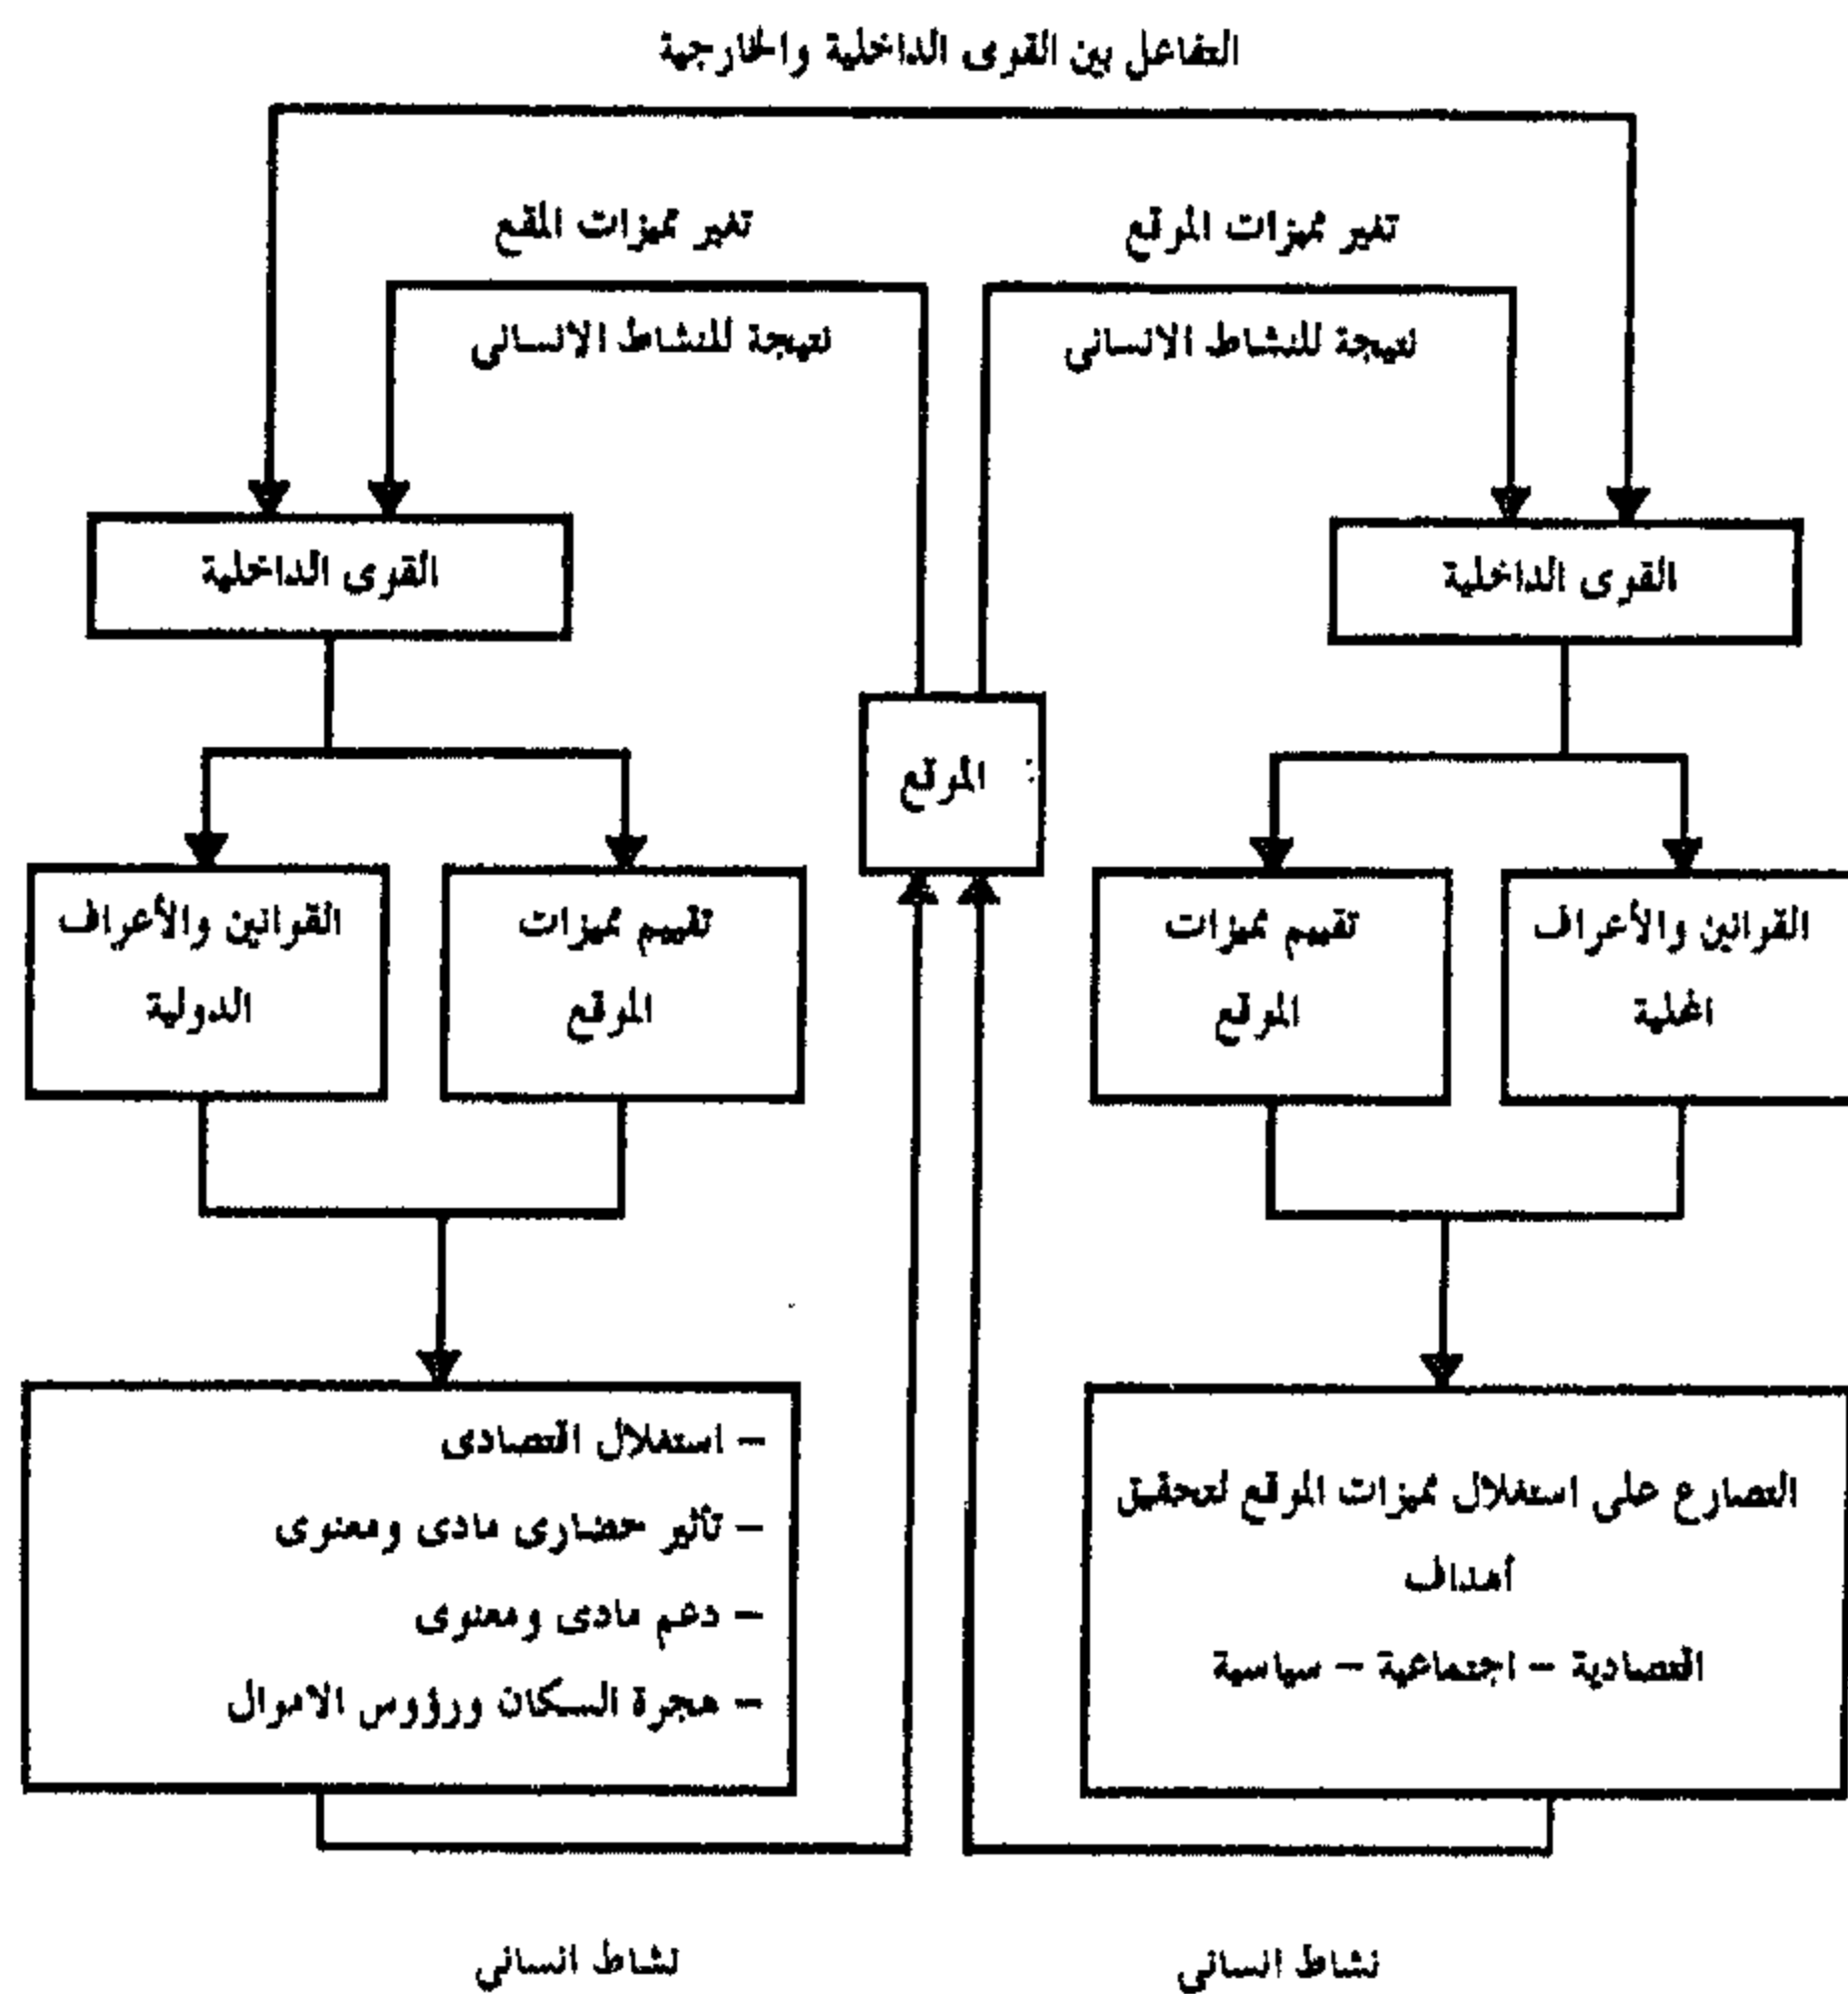 التفاعل بين القوى الداخلية والخارجية
تغير مميزات الموقع
نتيجة للنشاط الانسانى
تغير مميزات المقع
نتيجة للنشاط الانسانى
القوى الداخلية
القوى الداخلية
الموقع
القوانين والأعراف
المحلية
تقييم مميزات
الموقع
تقييم مميزات
الموقع
القوانين والأعراف
الدولية
التصارع على استغلال مميزات الموقع لتحقيق
أهداف
اقتصادية - اجتماعية - سياسية
- استغلال اقتصادى
- تأثير حضارى مادى ومعنوى
- دعم مادى ومعنوى
- هجرة السكان ورؤوس الاموال
نشاط انسانى
نشاط انسانى